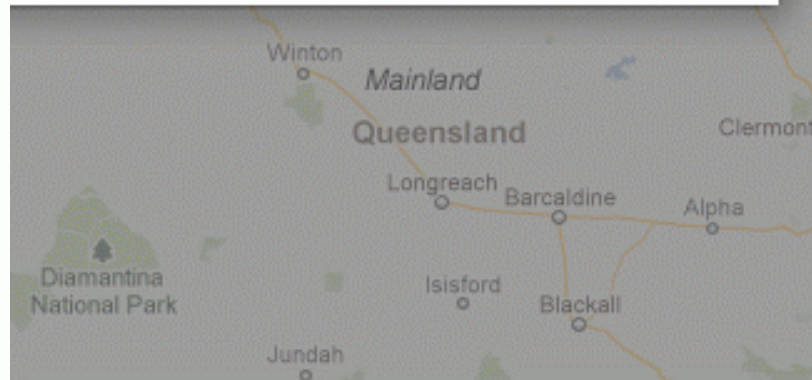 Winton
Mainland
Queensland
Clermont
Longreach
Barcaldine
Alpha
Diamantina
National Park
Isisford
Blackall
Jundah